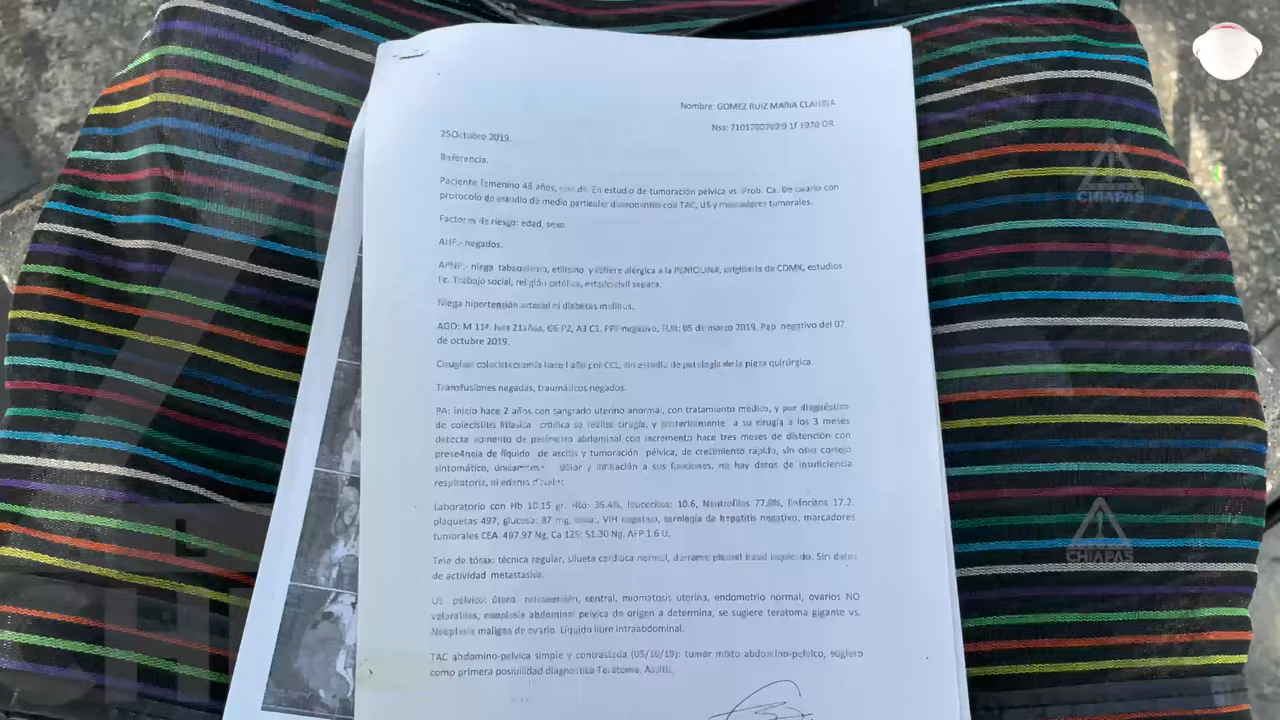 Nombre: GOMEZ RUIZ MARIA CLAUDIA
Nss: 1f 1970 OR
25Octubre 2019.
Referencia.
Paciente femenino 48 años, con dx. En estudio de tumoración pélvica vs. Prob. Ca. De ovario con
protocolo de estudio de medio particular discordantes con TAC, US y marcadores tumorales.
Factores de riesgo: edad, sexo.
AHF.- negados.
APNP.- niega tabaquismo, etilismo y refiere alérgica a la PENICILINA, originaria de CDMX, estudios
lic. Trabajo social, religión católica, estado civil separa.
Niega hipertensión arterial ni diabetes mellitus.
AGO: M 11ª. Ivsa 21años, G6 P2, A3 C1. PPF negativo, FUR: 05 de marzo 2019, Pap negativo del 07
de octubre 2019.
Cirugías: colecistectomía hace 1 año por CCL, sin estudio de patología de la pieza quirúrgica.
Transfusiones negadas, traumáticos negados.
PA: inicio hace 2 años con sangrado uterino anormal, con tratamiento médico, y por diagnóstico
de colecistitis litiasica crónica se realiza cirugía, y posteriormente a su cirugía a los 3 meses
detecta aumento de perímetro abdominal con incremento hace tres meses de distención con
prese4ncia de líquido de ascitis y tumoración pélvica, de crecimiento rápido, sin otro cortejo
sintomático, únicamente dolor y limitación a sus funciones, no hay datos de insuficiencia
respiratoria, ni edema
Laboratorio con Hb 10.15 gr. Hto: 35.4%, leucocitos: 10.6, Neutrofilos 77.8%, linfocitos 17.2,
plaquetas 497, glucosa: 87 mg, VIH negativo, serología de hepatitis negativo, marcadores
tumorales CEA. 497.97 Ng, Ca 125: 51.30 Ng. AFP 1.6 U.
Tele de tórax: técnica regular, silueta cardiaca normal, derrame pleural basal izquierdo. Sin datos
de actividad metastasica.
US pélvico: útero retroversión, central, miomatosis uterina, endometrio normal, ovarios NO
valorables, neoplasia abdominal pelvica de origen a determina, se sugiere teratoma gigante vs.
Neoplasia maligna de ovario. Líquido libre intraabdominal.
TAC abdomino-pelvica simple y contrastada (05/10/19): tumor mixto abdomino-pelvico, sugiero
como primera posibilidad diagnostica Teratoma. Ascitis.
CHIAPAS
CHIAPAS